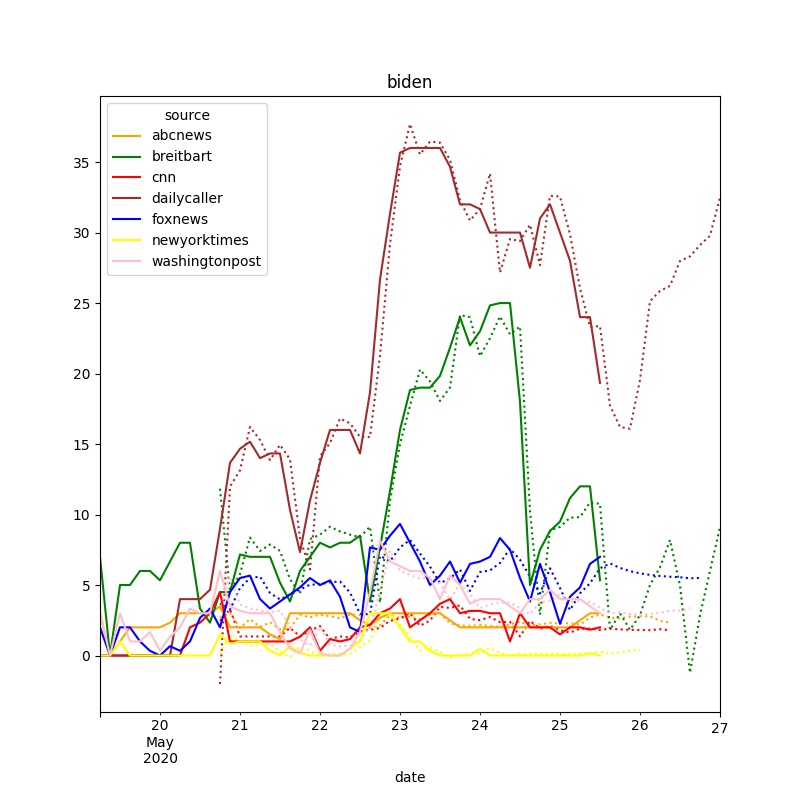 biden
source
abcnews
breitbart
cnn
dailycaller
foxnews
newyorktimes
washingtonpost
35
30
25
20
15
10
5
0
20 21 22 23 24 25 26 27
May
2020
date